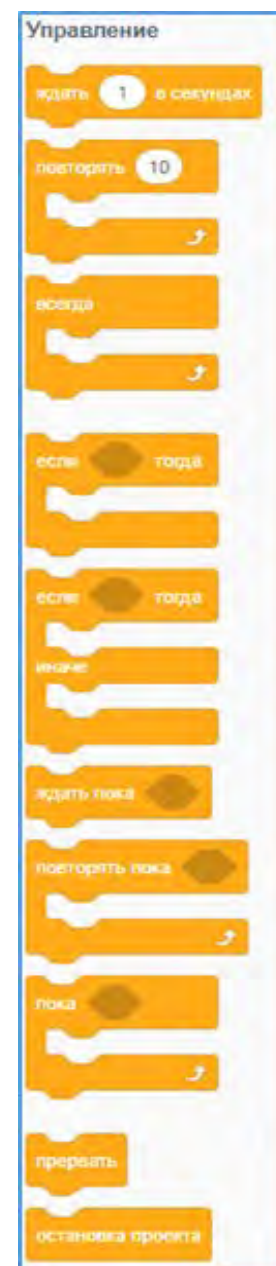 Управление
ждать 1 в секундах
повторять 10
всегда
если тогда
если тогда
иначе
ждать пока
повторять пока
пока
прервать
остановка проекта